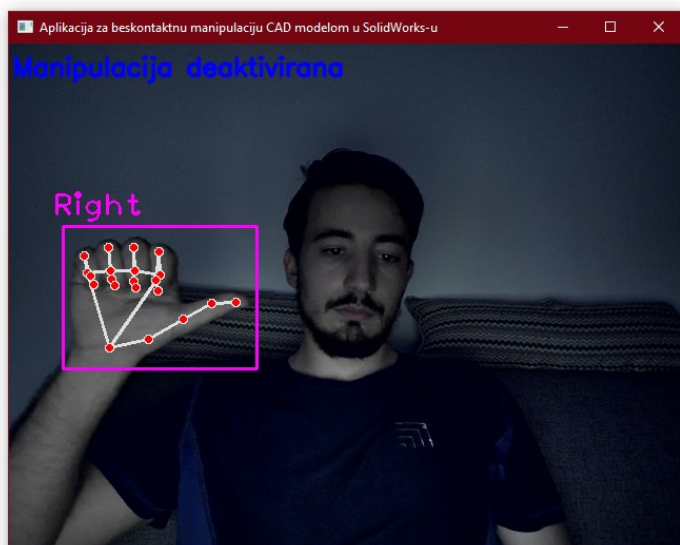 Aplikacija za beskontaktnu manipulaciju CAD modelom u SolidWorks-u
Manipulacija deaktivirana
Right